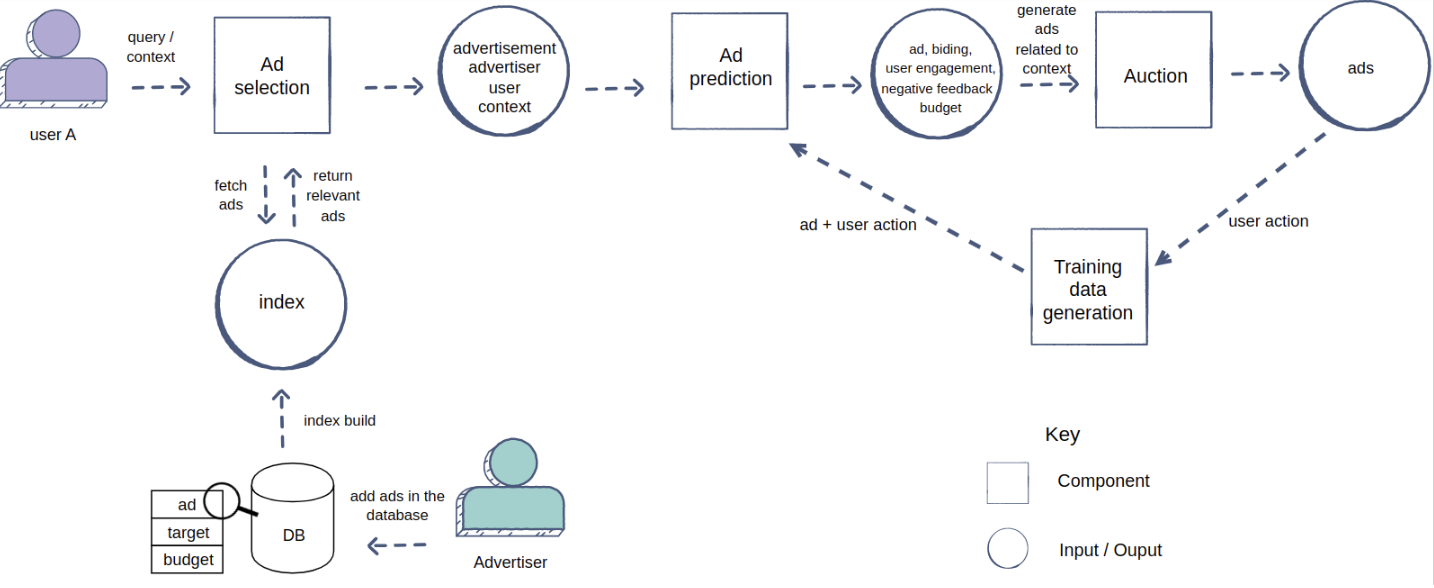 query /
context
user A
Ad
selection
advertisement
advertiser
user
context
Ad
prediction
ad, biding,
user engagement,
negative feedback
budget
generate
ads
related to
context
Auction
ads
fetch
ads
return
relevant
ads
ad + user action
user action
Training
data
generation
index
index build
ad
target
budget
DB
add ads in the
database
Advertiser
Key
Component
Input / Ouput